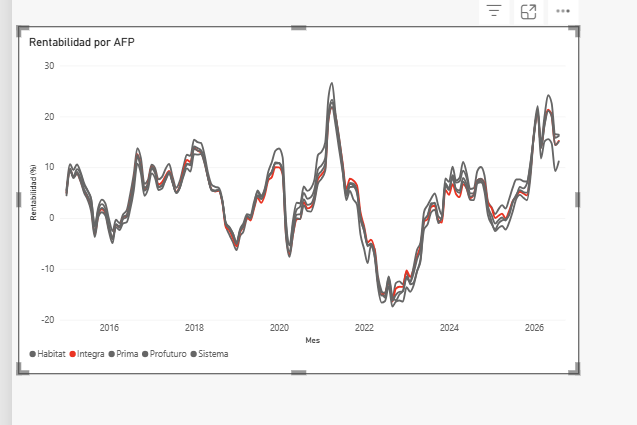 Rentabilidad por AFP
30
20
10
0
-10
-20
Rentabilidad (%)
2016 2018 2020 2022 2024 2026
Mes
Habitat Integra Prima Profuturo Sistema